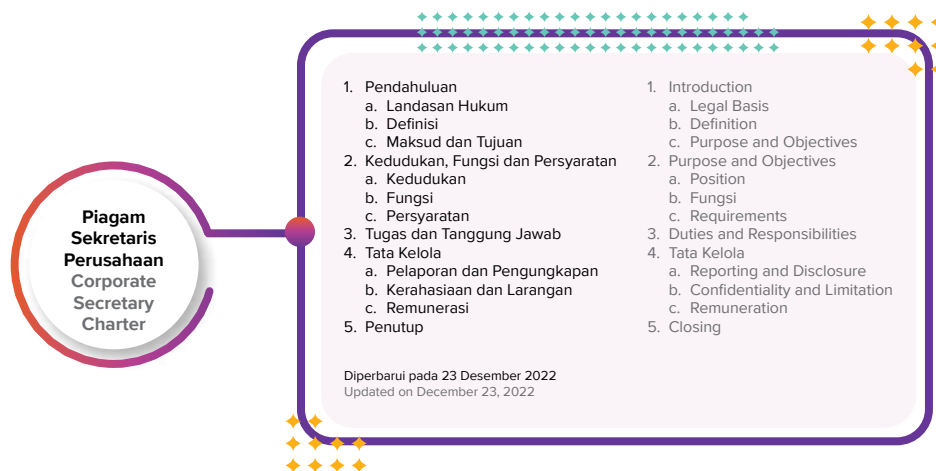 Piagam
Sekretaris
Perusahaan
Corporate
Secretary
Charter
1. Pendahuluan
a. Landasan Hukum
b. Definisi
c. Maksud dan Tujuan
2. Kedudukan, Fungsi dan Persyaratan
a. Kedudukan
b. Fungsi
c. Persyaratan
3. Tugas dan Tanggung Jawab
4. Tata Kelola
a. Pelaporan dan Pengungkapan
b. Kerahasiaan dan Larangan
c. Remunerasi
5. Penutup
Diperbarui pada 23 Desember 2022
Updated on December 23, 2022
1. Introduction
a. Legal Basis
b. Definition
c. Purpose and Objectives
2. Purpose and Objectives
a. Position
b. Fungsi
c. Requirements
3. Duties and Responsibilities
4. Tata Kelola
a. Reporting and Disclosure
b. Confidentiality and Limitation
c. Remuneration
5. Closing